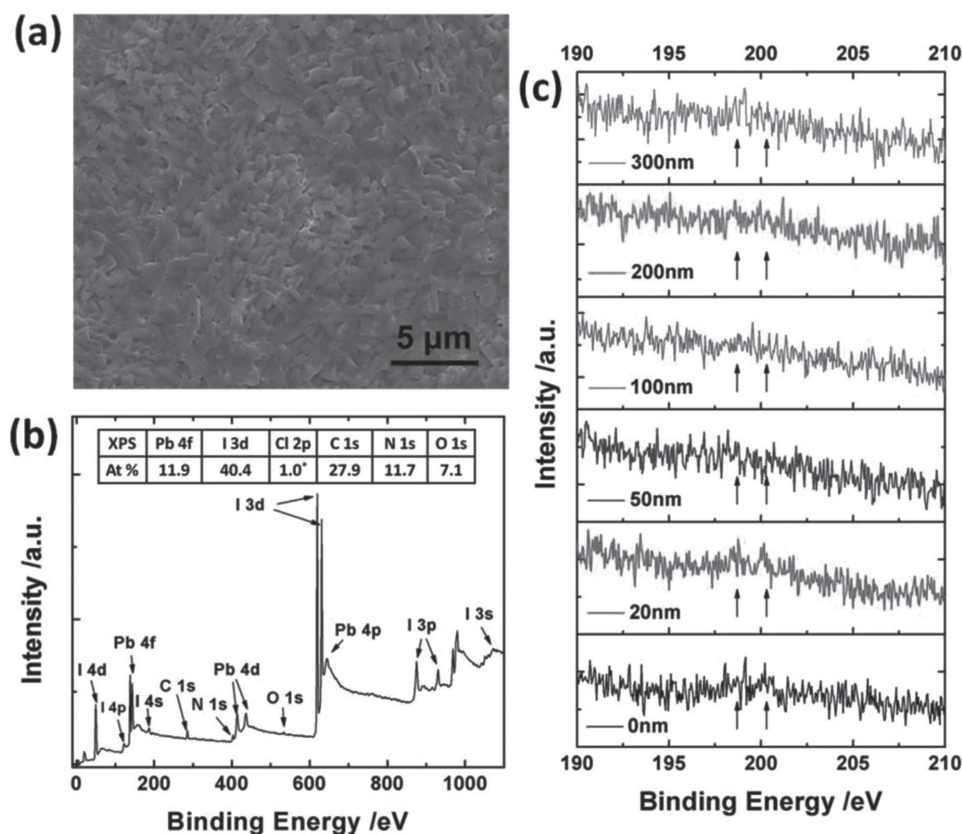 (a)
5 μm
(b)
XPS Pb 4f I 3d Cl 2p C 1s N 1s O 1s
At % 11.9 40.4 1.0* 27.9 11.7 7.1
I 3d
Pb 4f
I 4d
I 4p
I 4s
C 1s
N 1s
Pb 4d
O 1s
Pb 4p
I 3p
I 3s
Intensity /a.u.
0 200 400 600 800 1000
Binding Energy /eV
(c)
190 195 200 205 210
300nm
200nm
100nm
50nm
20nm
0nm
Intensity /a.u.
190 195 200 205 210
Binding Energy /eV